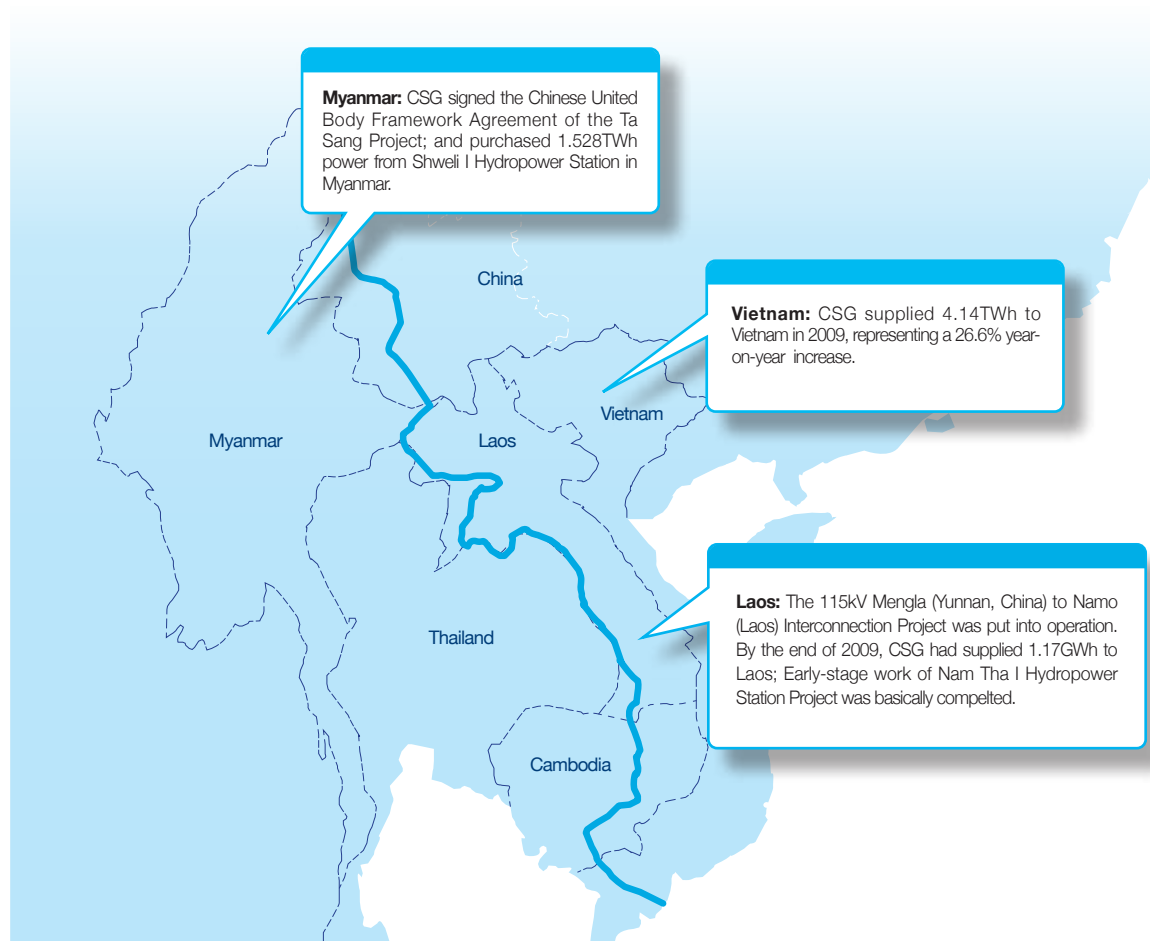 Myanmar: CSG signed the Chinese United
Body Framework Agreement of the Ta
Sang Project; and purchased 1.528TWh
power from Shweli I Hydropower Station in
Myanmar.
China
Vietnam: CSG supplied 4.14TWh to
Vietnam in 2009, representing a 26.6% year-
on-year increase.
Vietnam
Myanmar
Laos
Laos: The 115kV Mengla (Yunnan, China) to Namo
(Laos) Interconnection Project was put into operation.
By the end of 2009, CSG had supplied 1.17GWh to
Laos; Early-stage work of Nam Tha I Hydropower
Station Project was basically compelted.
Thailand
Cambodia